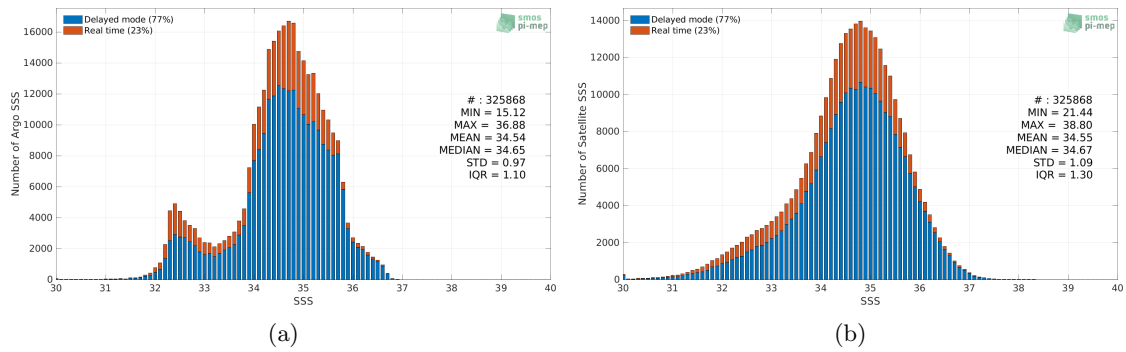 Delayed mode (77%)
Real time (23%)
smos
pi-mep
16000
14000
12000
10000
8000
6000
4000
2000
0
Number of Argo SSS
# : 325868
MIN = 15.12
MAX = 36.88
MEAN = 34.54
MEDIAN = 34.65
STD = 0.97
IQR = 1.10
30 31 32 33 34 35 36 37 38 39 40
SSS
(a)
Delayed mode (77%)
Real time (23%)
smos
pi-mep
14000
12000
10000
8000
6000
4000
2000
0
Number of Satellite SSS
# : 325868
MIN = 21.44
MAX = 38.80
MEAN = 34.55
MEDIAN = 34.67
STD = 1.09
IQR = 1.30
30 31 32 33 34 35 36 37 38 39 40
SSS
(b)